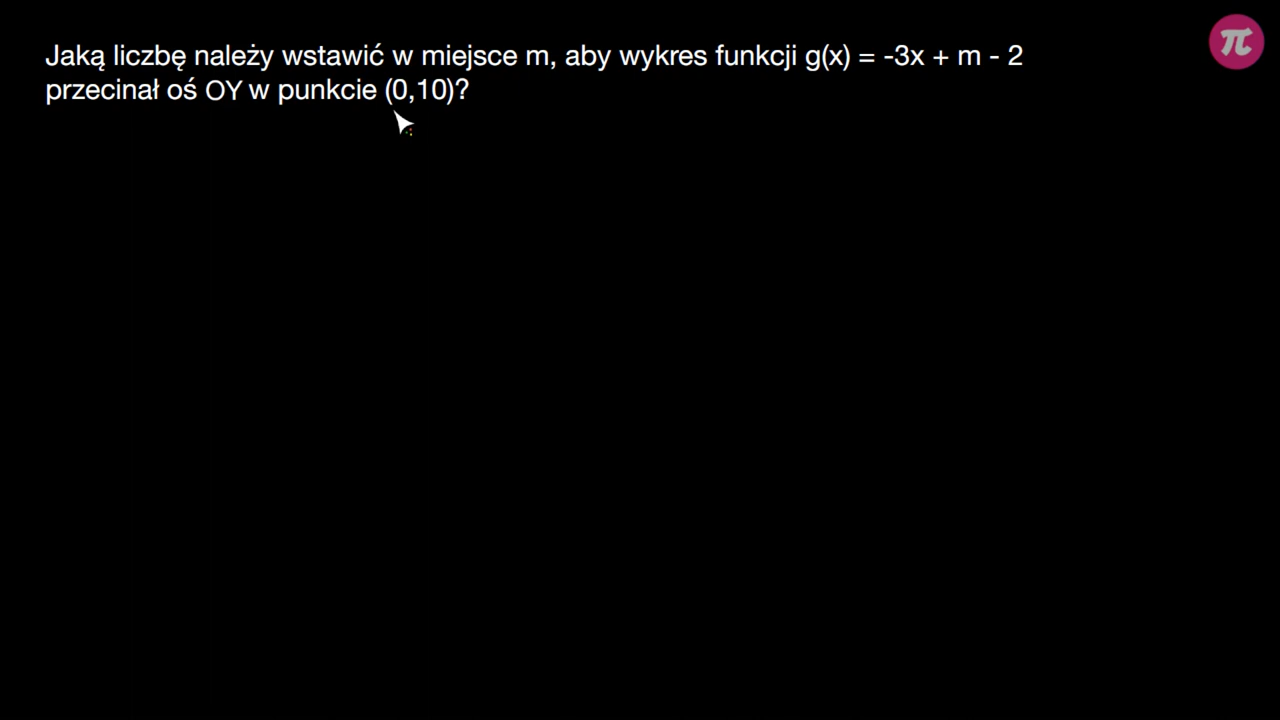 Jaką liczbę należy wstawić w miejsce m, aby wykres funkcji g(x) = -3x + m - 2
przecinał oś OY w punkcie (0,10)?
π